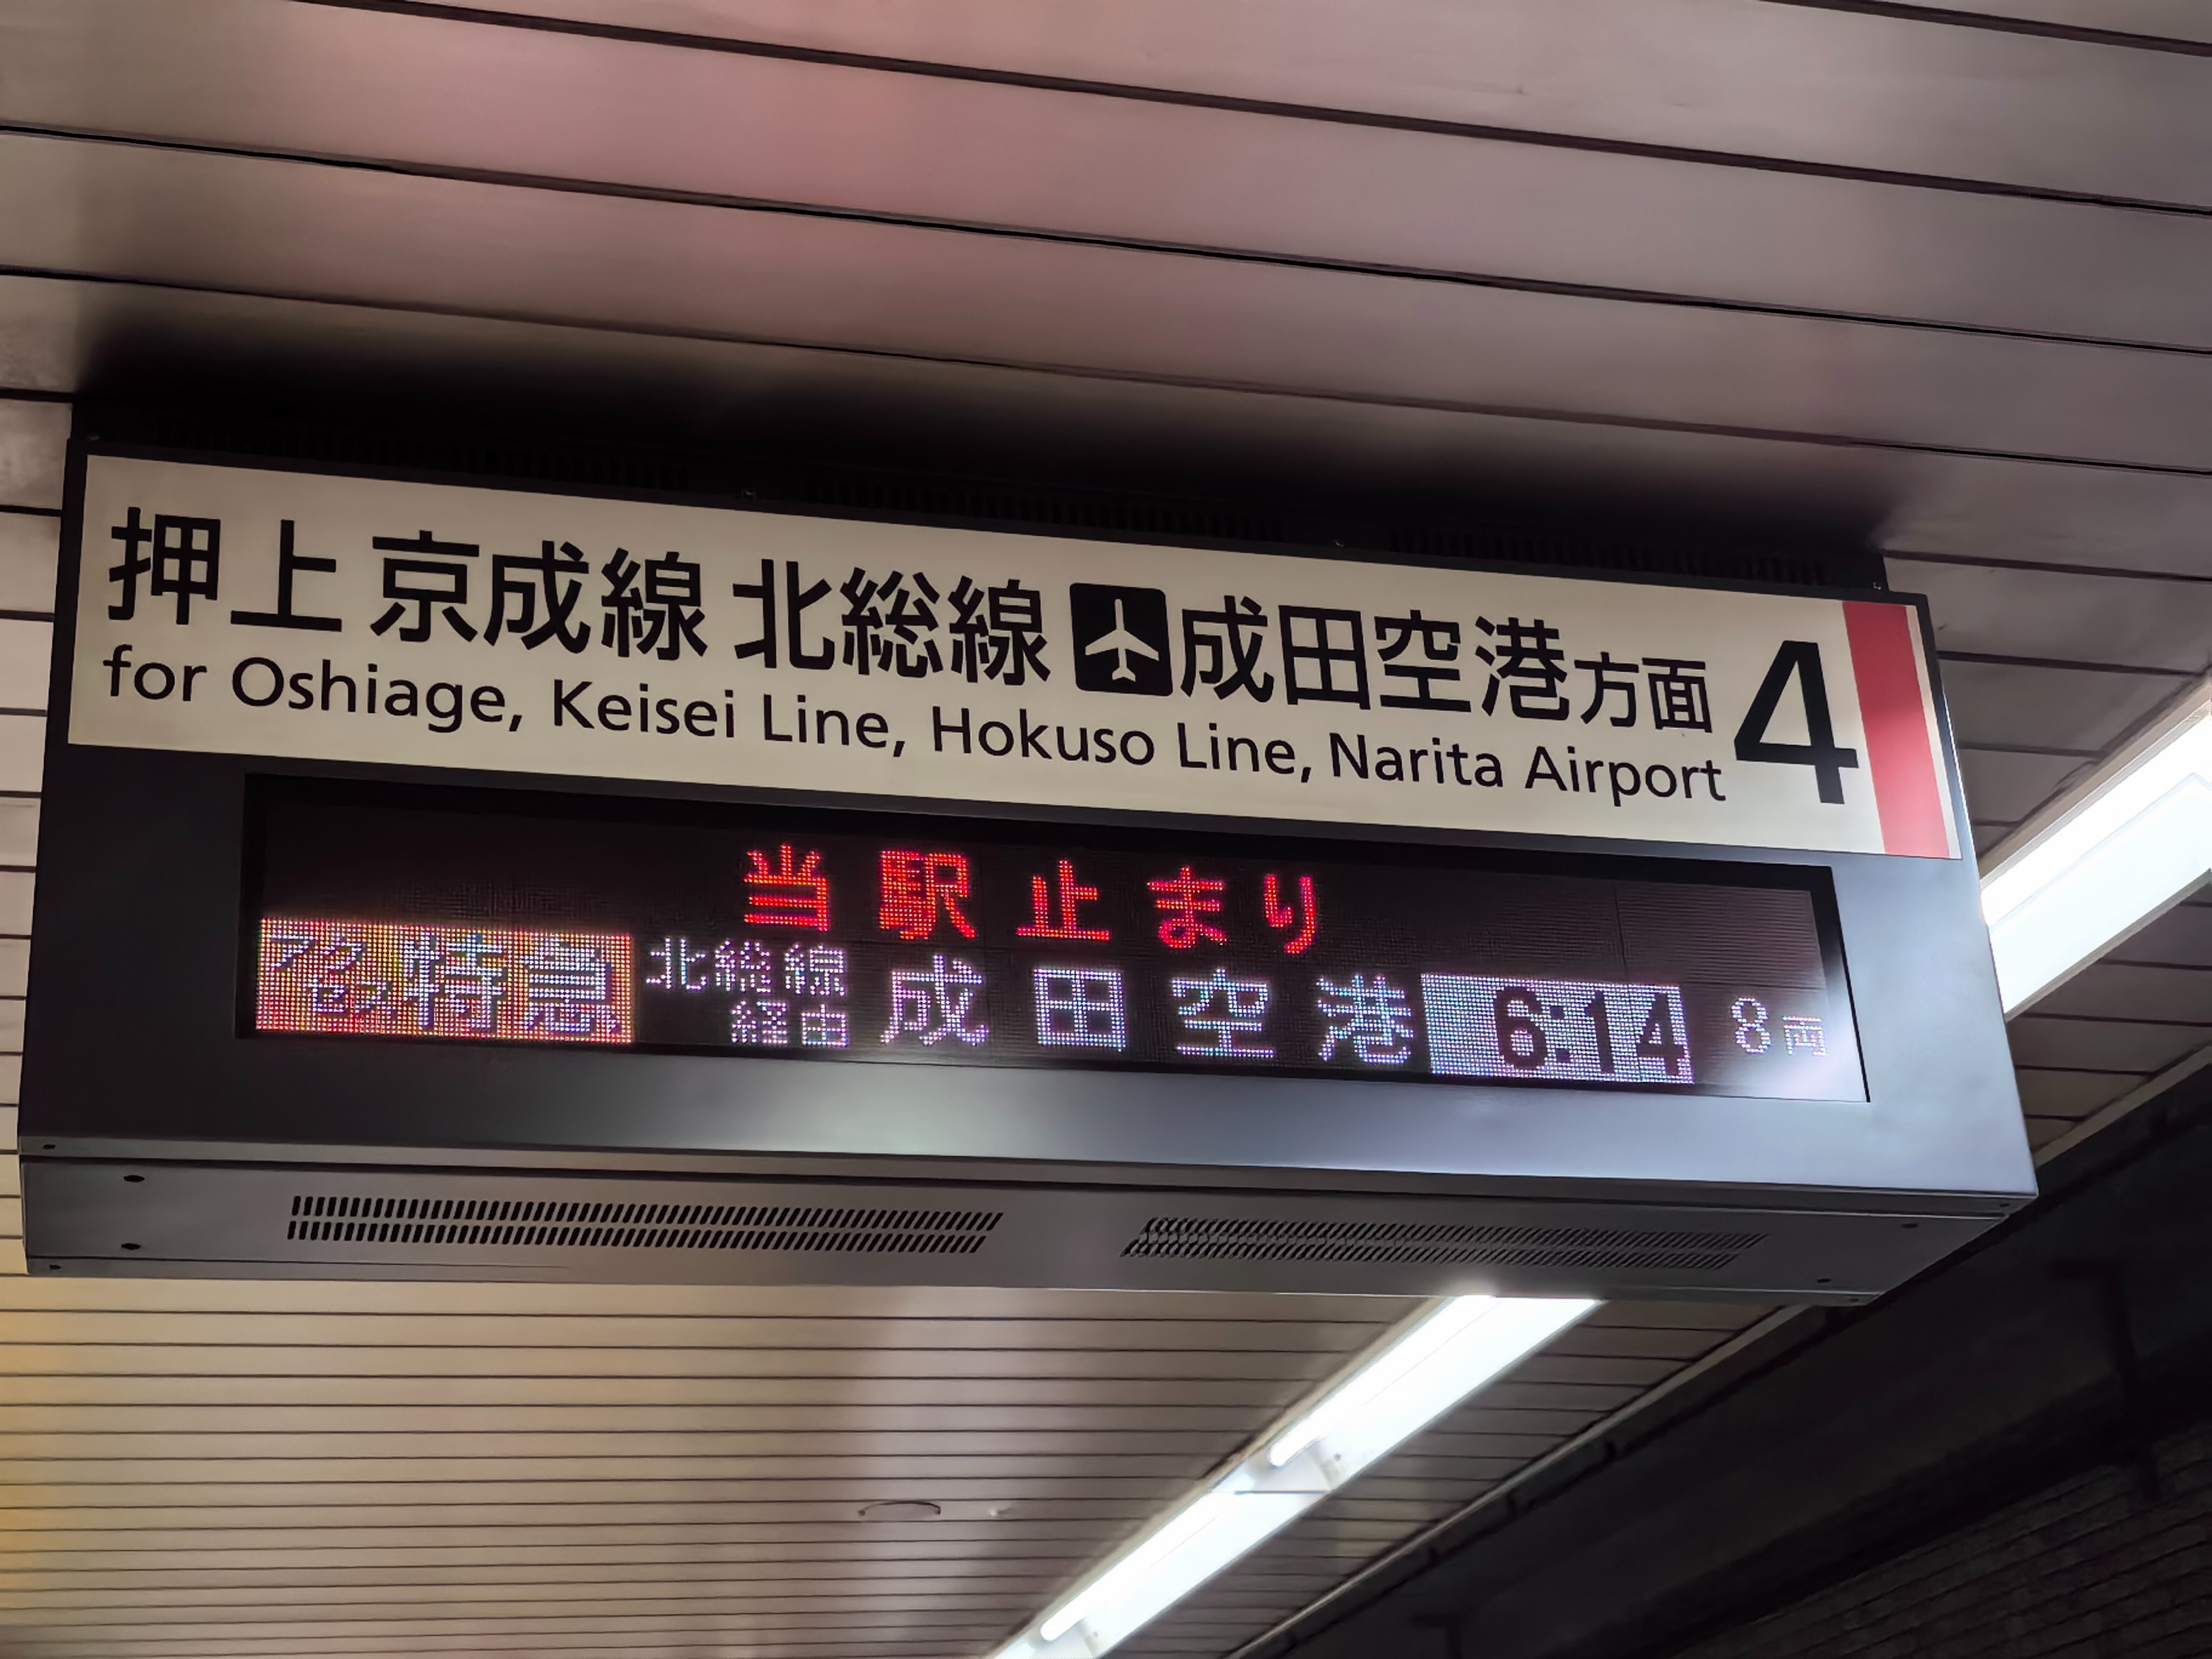 押上 京成線 北総線 成田空港方面 4
for Oshiage, Keisei Line, Hokuso Line, Narita Airport
当駅止まり
アクセス特急 北総線経由 成田空港 6:14 8両